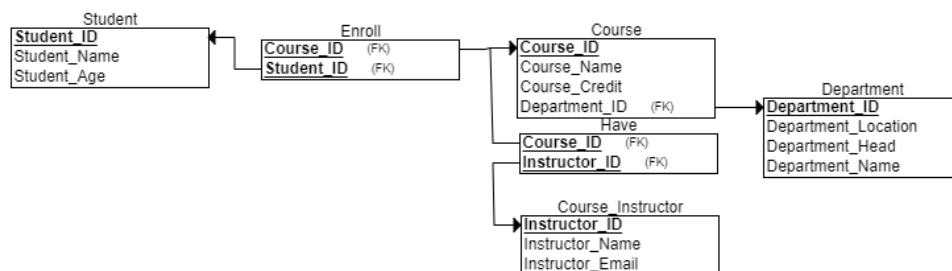 Student
Student_ID
Student_Name
Student_Age
Enroll
Course_ID (FK)
Student_ID (FK)
Course
Course_ID
Course_Name
Course_Credit
Department_ID (FK)
Department
Department_ID
Department_Location
Department_Head
Department_Name
Have
Course_ID (FK)
Instructor_ID (FK)
Course_Instructor
Instructor_ID
Instructor_Name
Instructor_Email